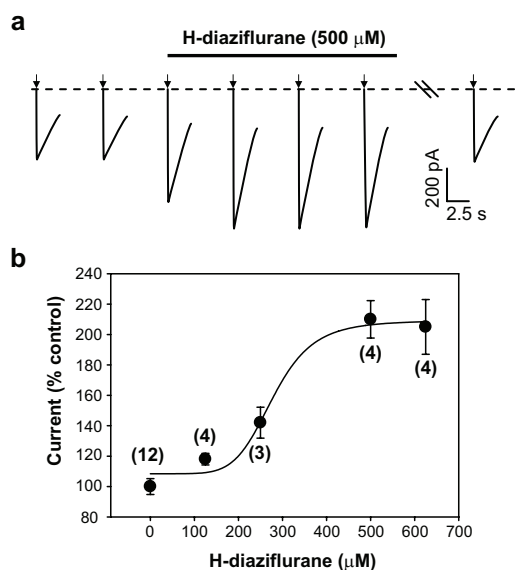 a
H-diaziflurane (500 μM)
200 pA
2.5 s
b
Current (% control)
240
220
200
180
160
140
120
100
80
(12)
(4)
(3)
(4)
(4)
0 100 200 300 400 500 600 700
H-diaziflurane (μM)